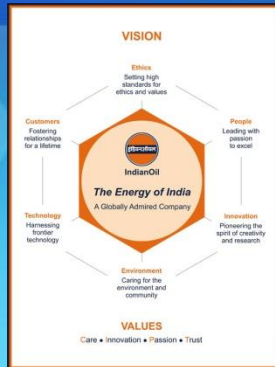 VISION
Ethics
Setting high
standards for
ethics and values
Customers
Fostering
relationships
for a lifetime
People
Leading with
passion
to excel
इंडियनऑयल
IndianOil
The Energy of India
A Globally Admired Company
Technology
Harnessing
frontier
technology
Innovation
Pioneering the
spirit of creativity
and research
Environment
Caring for the
environment and
community
VALUES
Care • Innovation • Passion • Trust